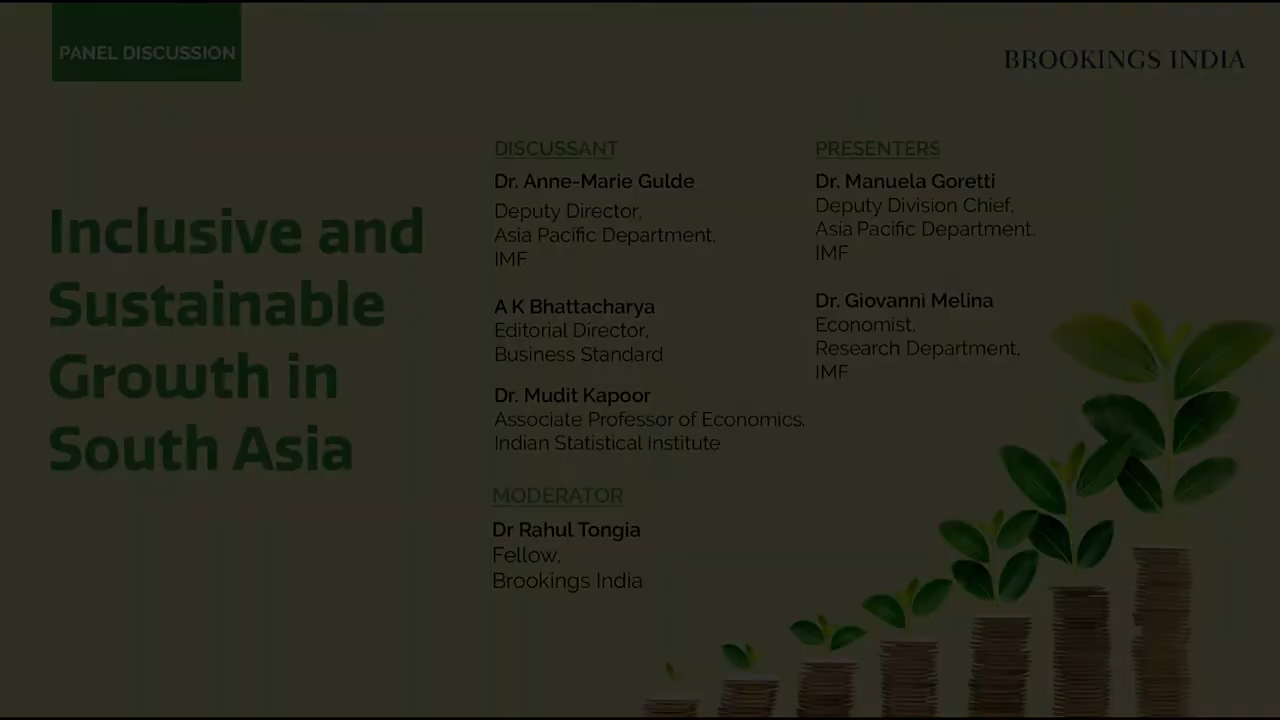 PANEL DISCUSSION
BROOKINGS INDIA
Inclusive and
Sustainable
Growth in
South Asia
DISCUSSANT
Dr. Anne-Marie Gulde
Deputy Director,
Asia Pacific Department,
IMF
A K Bhattacharya
Editorial Director,
Business Standard
Dr. Mudit Kapoor
Associate Professor of Economics,
Indian Statistical Institute
MODERATOR
Dr Rahul Tongia
Fellow,
Brookings India
PRESENTERS
Dr. Manuela Goretti
Deputy Division Chief,
Asia Pacific Department,
IMF
Dr. Giovanni Melina
Economist,
Research Department,
IMF